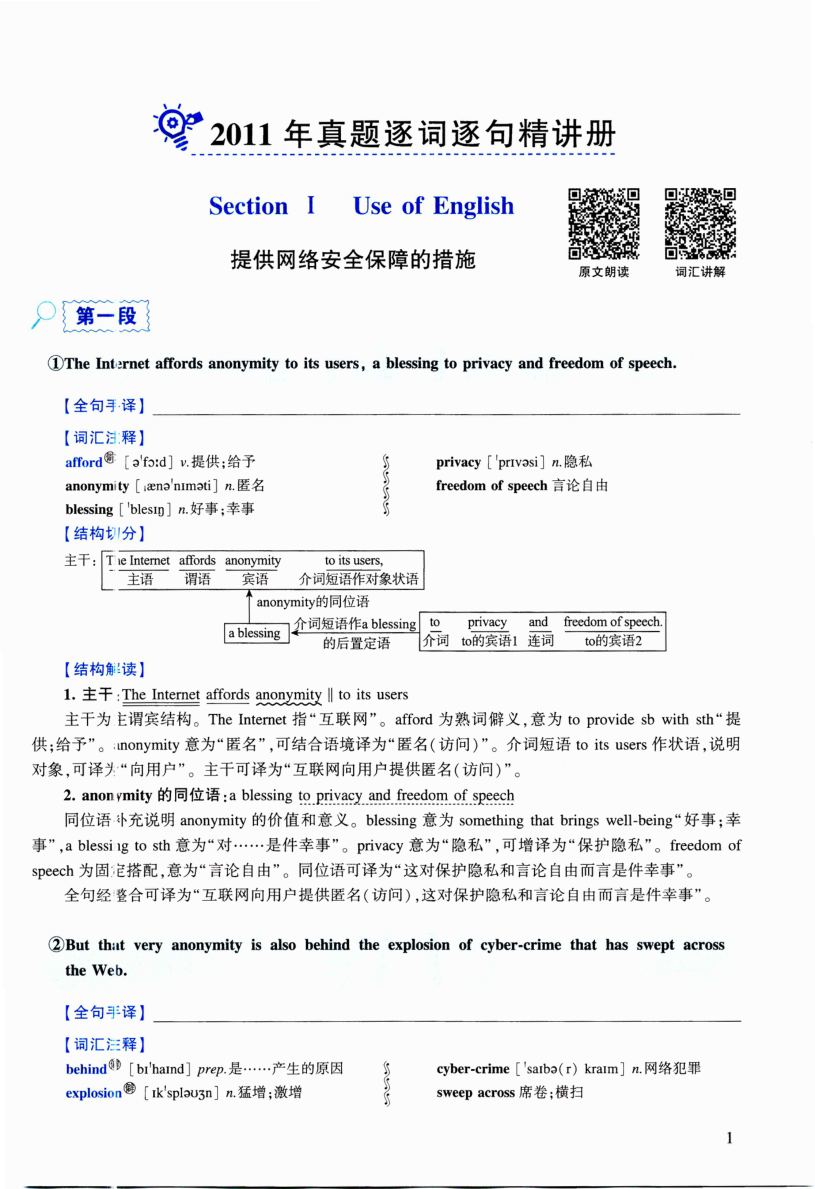 2011 年真题逐词逐句精讲册
Section Ⅰ Use of English
提供网络安全保障的措施
原文朗读 词汇讲解
第一段
①The Internet affords anonymity to its users, a blessing to privacy and freedom of speech.
【全句手译】
【词汇注释】
afford [ə'fɔːd] v.提供;给予 privacy ['prɪvəsi] n.隐私
anonymity [ˌænə'nɪməti] n.匿名 freedom of speech 言论自由
blessing ['blesɪŋ] n.好事;幸事
【结构切分】
主干: The Internet affords anonymity to its users,
主语 谓语 宾语 介词短语作对象状语
anonymity的同位语
a blessing 介词短语作a blessing的后置定语 to privacy and freedom of speech.
介词 to的宾语1 连词 to的宾语2
【结构解读】
1. 主干:The Internet affords anonymity ‖ to its users
主干为主谓宾结构。The Internet 指“互联网”。afford 为熟词僻义,意为 to provide sb with sth“提
供;给予”。anonymity 意为“匿名”,可结合语境译为“匿名(访问)”。介词短语 to its users 作状语,说明
对象,可译为“向用户”。主干可译为“互联网向用户提供匿名(访问)”。
2. anonymity 的同位语:a blessing to privacy and freedom of speech
同位语补充说明 anonymity 的价值和意义。blessing 意为 something that brings well-being“好事;幸
事”,a blessing to sth 意为“对……是件幸事”。privacy 意为“隐私”,可增译为“保护隐私”。freedom of
speech 为固定搭配,意为“言论自由”。同位语可译为“这对保护隐私和言论自由而言是件幸事”。
全句经整合可译为“互联网向用户提供匿名(访问),这对保护隐私和言论自由而言是件幸事”。
②But that very anonymity is also behind the explosion of cyber-crime that has swept across
the Web.
【全句手译】
【词汇注释】
behind [bɪ'haɪnd] prep.是……产生的原因 cyber-crime ['saɪbə(r) kraɪm] n.网络犯罪
explosion [ɪk'spləʊʒn] n.猛增;激增 sweep across 席卷;横扫
1